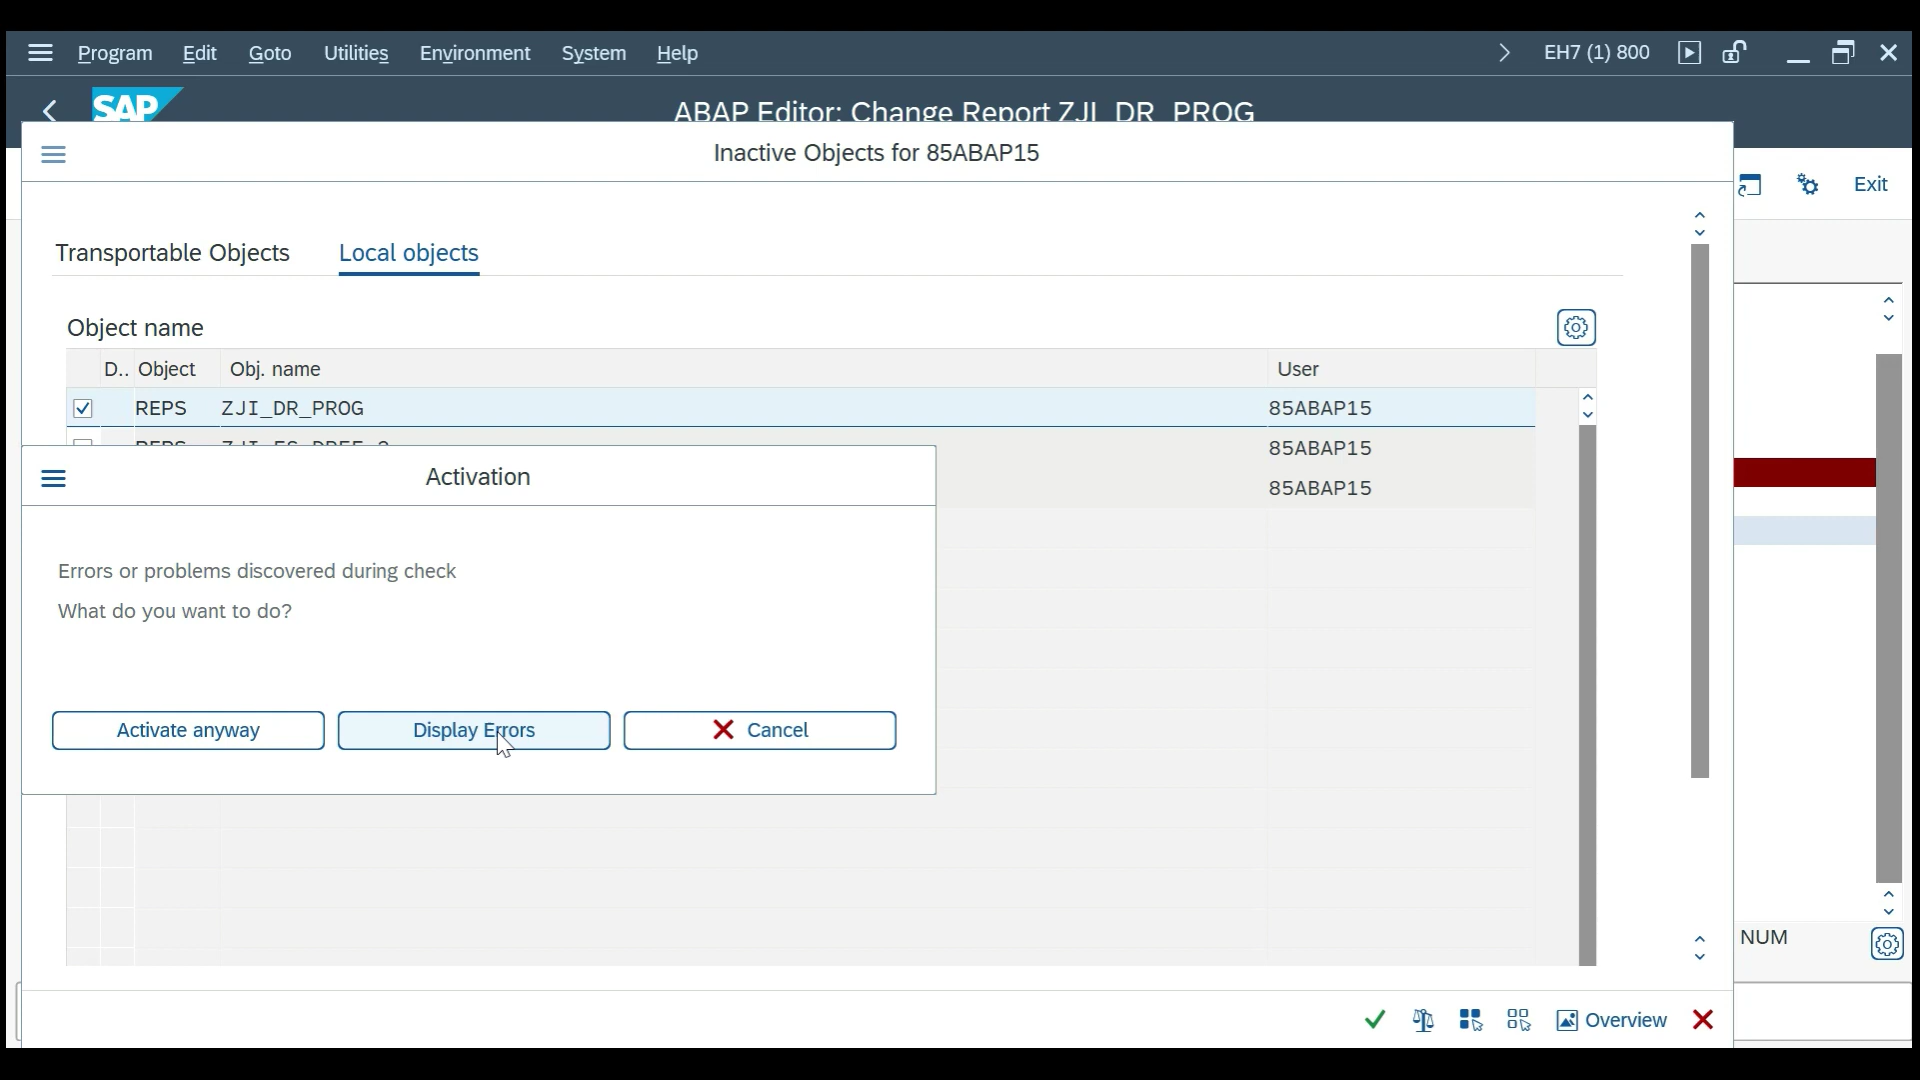 Program Edit Goto Utilities Environment System Help EH7 (1) 800
SAP ABAP Editor: Change Report ZJI_DR_PROG
Inactive Objects for 85ABAP15
Exit
Transportable Objects Local objects
Object name
D.. Object Obj. name User
REPS ZJI_DR_PROG 85ABAP15
85ABAP15
85ABAP15
Activation
Errors or problems discovered during check
What do you want to do?
Activate anyway Display Errors Cancel
NUM
Overview